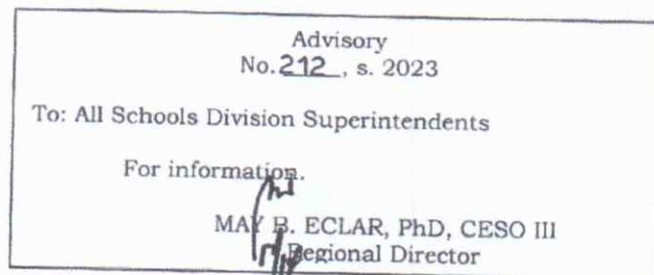 Advisory
No. 212, s. 2023
To: All Schools Division Superintendents
For information.
MAY B. ECLAR, PhD, CESO III
Regional Director